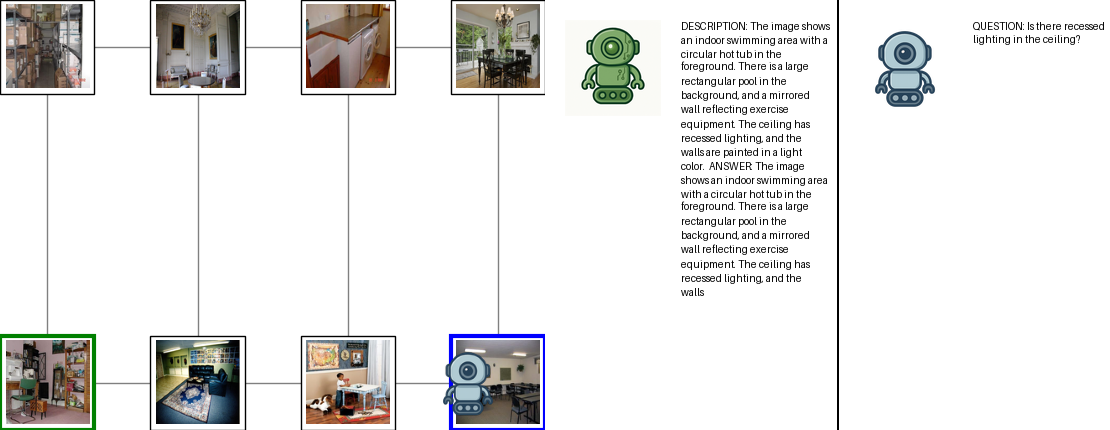 DESCRIPTION: The image shows
an indoor swimming area with a
circular hot tub in the
foreground. There is a large
rectangular pool in the
background, and a mirrored
wall reflecting exercise
equipment. The ceiling has
recessed lighting, and the
walls are painted in a light
color.  ANSWER: The image
shows an indoor swimming area
with a circular hot tub in the
foreground. There is a large
rectangular pool in the
background, and a mirrored
wall reflecting exercise
equipment. The ceiling has
recessed lighting, and the
walls
QUESTION: Is there recessed
lighting in the ceiling?